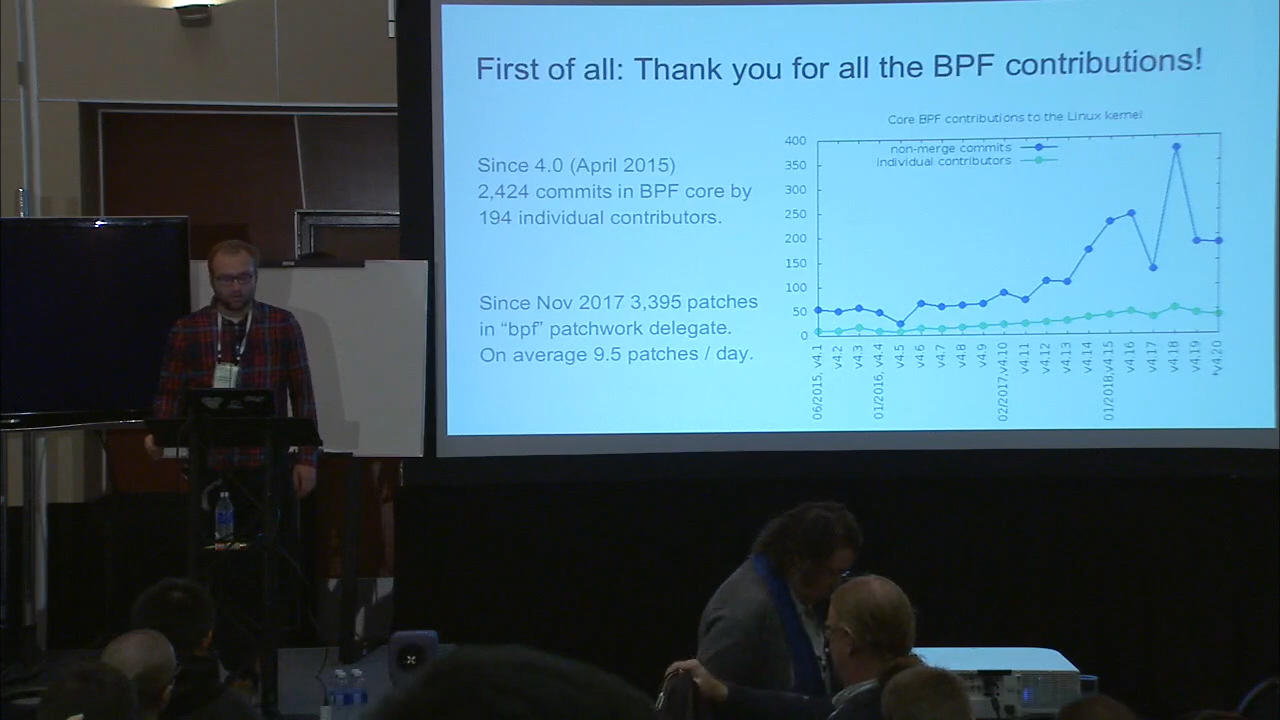 First of all: Thank you for all the BPF contributions!
Since 4.0 (April 2015)
2,424 commits in BPF core by
194 individual contributors.
Since Nov 2017 3,395 patches
in “bpf” patchwork delegate.
On average 9.5 patches / day.
Core BPF contributions to the Linux kernel
non-merge commits
individual contributors
400
350
300
250
200
150
100
50
0
06/2015, v4.1
v4.2
v4.3
01/2016, v4.4
v4.5
v4.6
v4.7
v4.8
v4.9
02/2017,v4.10
v4.11
v4.12
v4.13
v4.14
01/2018,v4.15
v4.16
v4.17
v4.18
v4.19
*v4.20